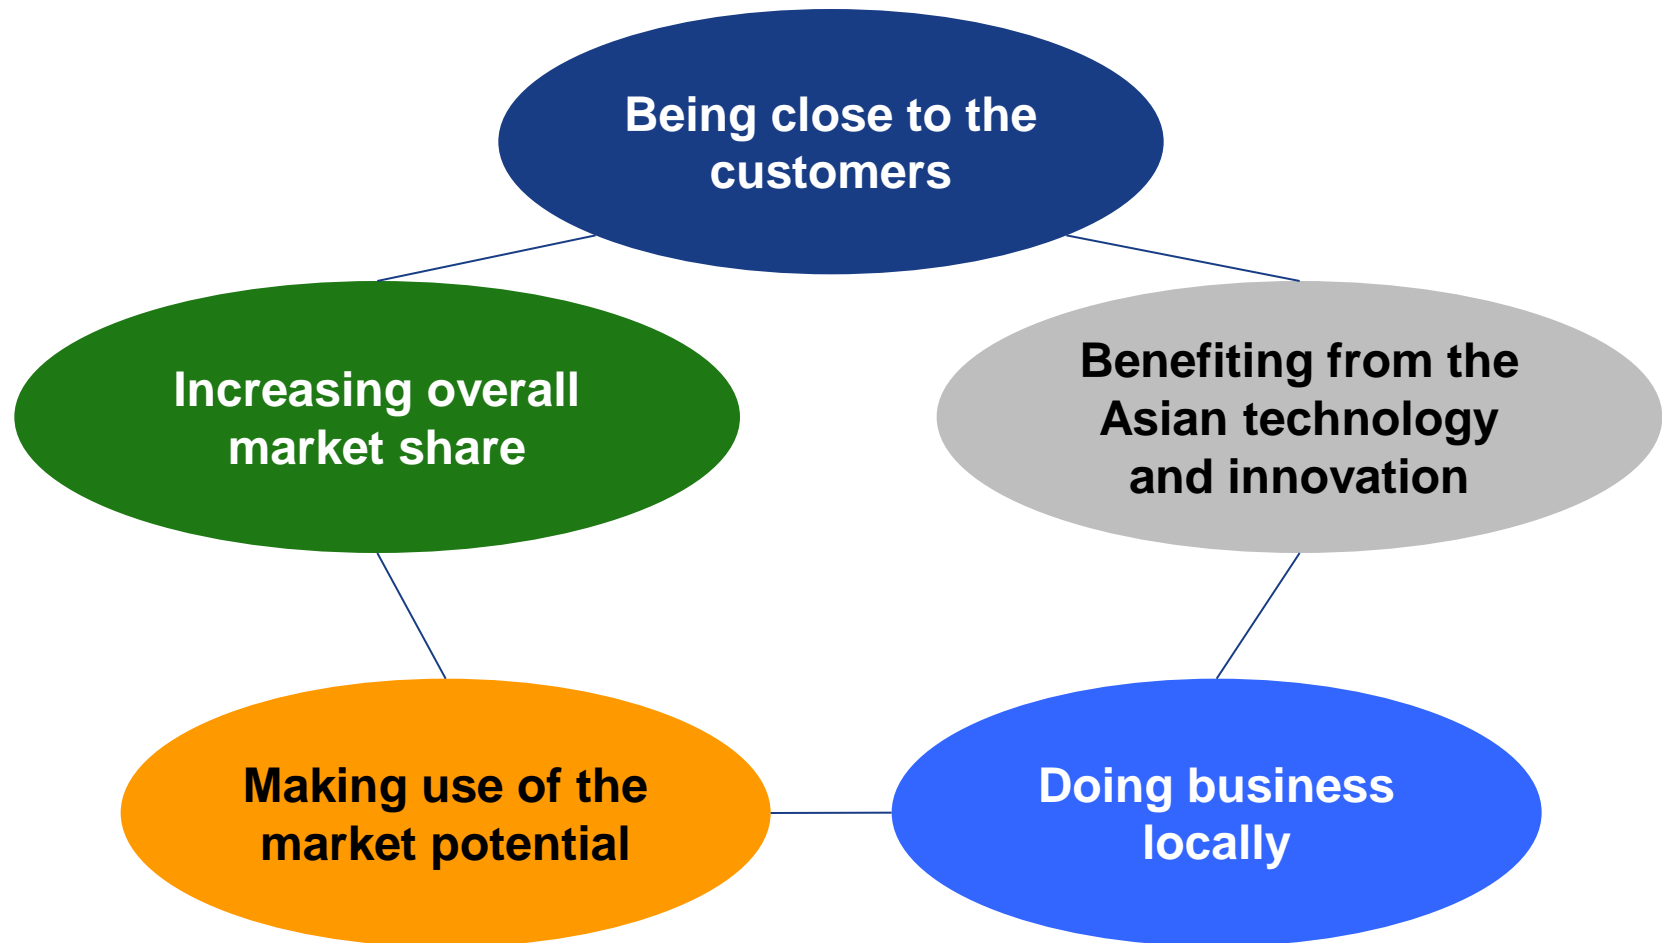 Being close to the
customers
Increasing overall
market share
Benefiting from the
Asian technology
and innovation
Making use of the
market potential
Doing business
locally